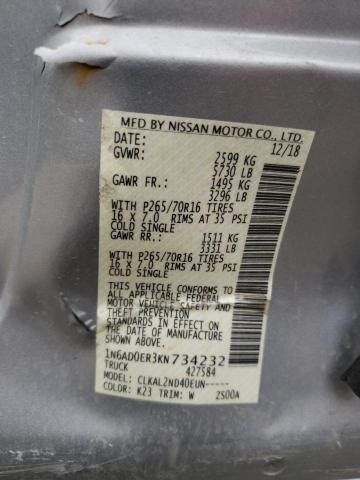 MFD BY NISSAN MOTOR CO., LTD.
DATE: 12/18
GVWR: 2599 KG
5730 LB
GAWR FR.: 1495 KG
3296 LB
WITH P265/70R16 TIRES
16 x 7.0 RIMS AT 35 PSI
COLD SINGLE
GAWR RR.: 1511 KG
3331 LB
WITH P265/70R16 TIRES
16 x 7.0 RIMS AT 35 PSI
COLD SINGLE
THIS VEHICLE CONFORMS TO
ALL APPLICABLE FEDERAL
MOTOR VEHICLE SAFETY AND
THEFT PREVENTION
STANDARDS IN EFFECT ON
THE DATE OF MANUFACTURE
SHOWN ABOVE.
1N6AD0ER3KN734232
TRUCK 427584
MODEL: CLKAL2ND40EUN-----
COLOR: K23 TRIM: W 2S00A